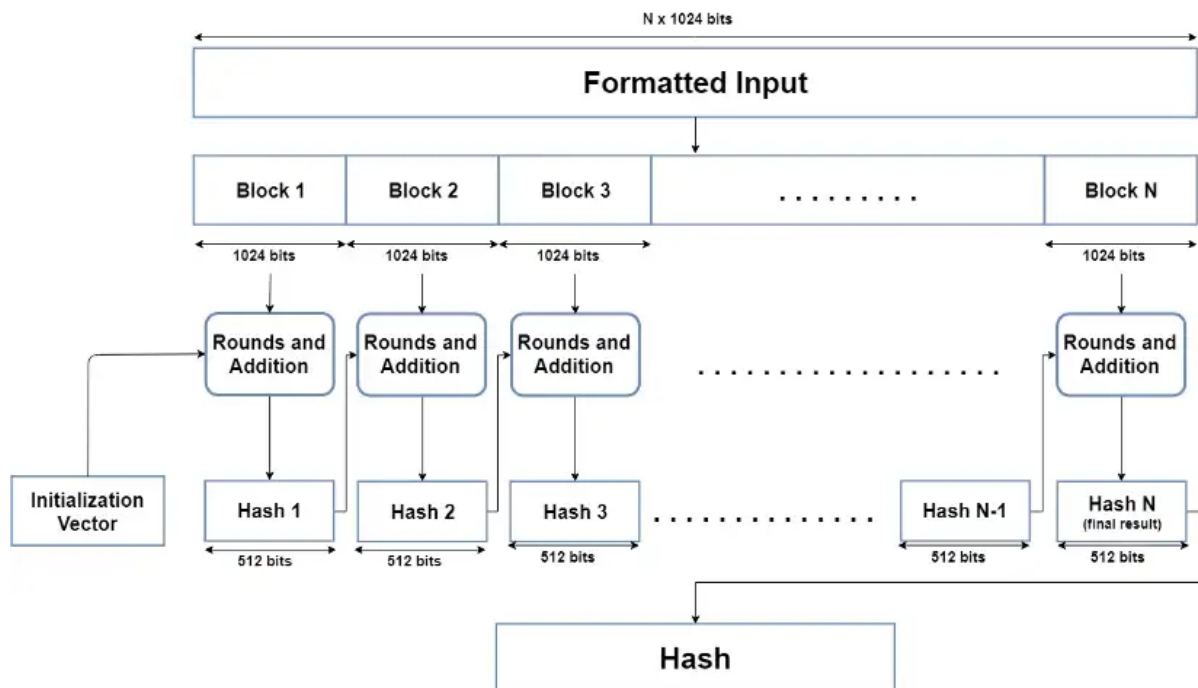 N x 1024 bits
Formatted Input
Block 1
Block 2
Block 3
. . . . . . . . .
Block N
1024 bits
1024 bits
1024 bits
1024 bits
Rounds and
Addition
Rounds and
Addition
Rounds and
Addition
. . . . . . . . . . . . . . . . . . . .
Rounds and
Addition
Initialization
Vector
Hash 1
Hash 2
Hash 3
. . . . . . . . . . . . . . .
Hash N-1
Hash N
(final result)
512 bits
512 bits
512 bits
512 bits
512 bits
Hash